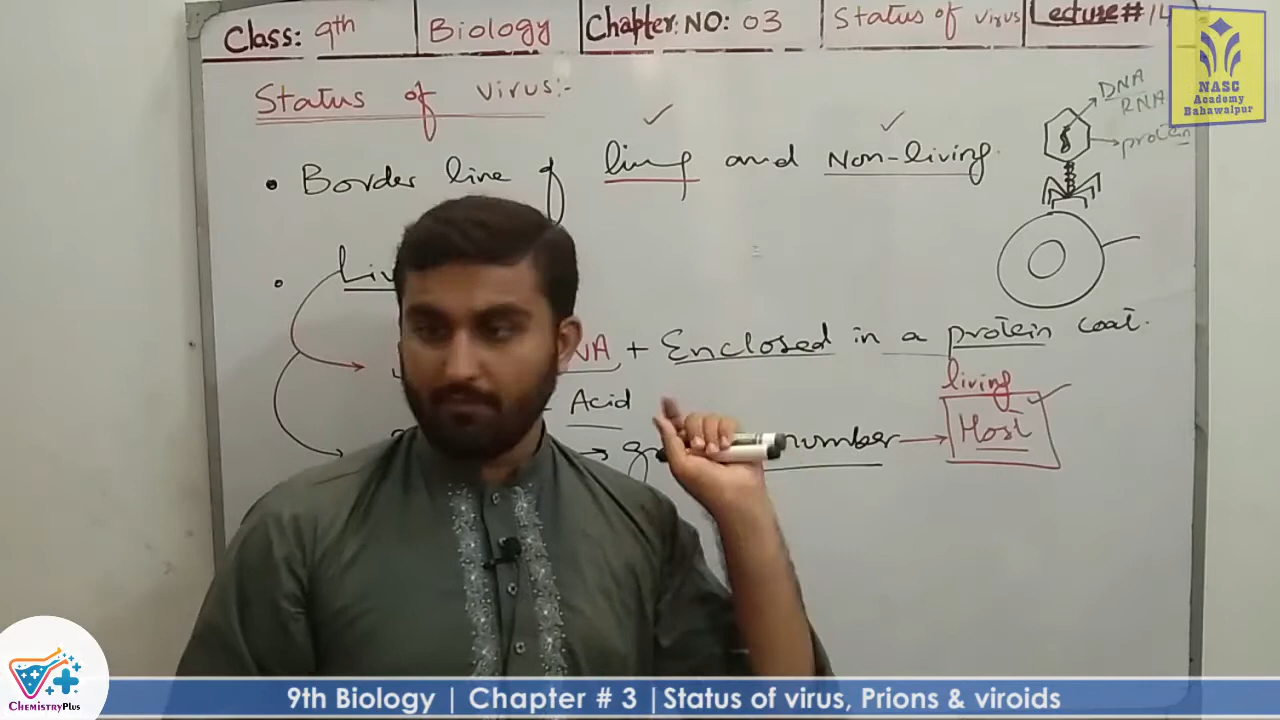 Class: 9th
Biology
Chapter: NO: 03
Status of virus
Lecture # 14
NASC
Academy
Bahawalpur
Status of virus:-
DNA
RNA
protein
• Border line of living and Non-living.
NA + Enclosed in a protein coat.
Acid
living
number → Host
ChemistryPlus
9th Biology | Chapter # 3 | Status of virus, Prions & viroids